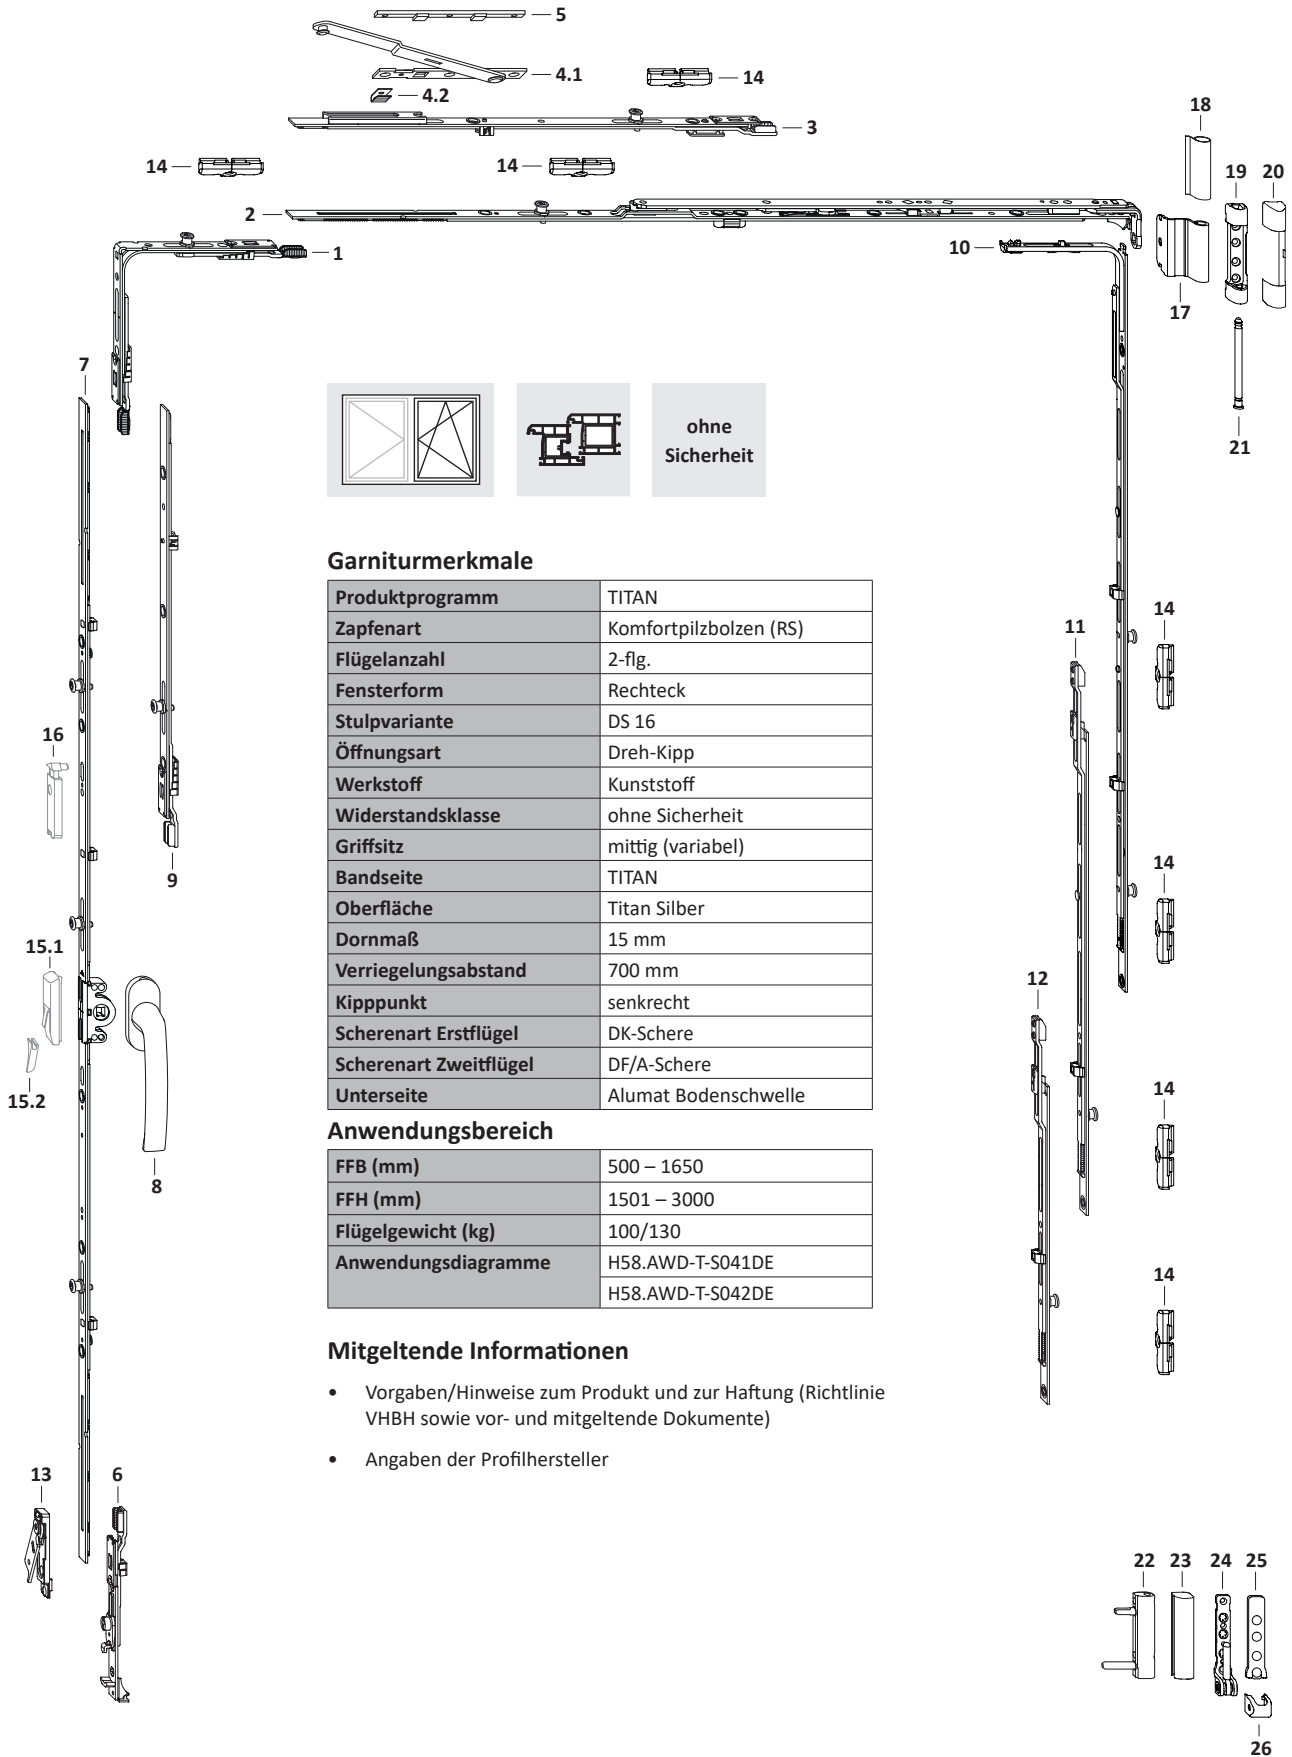 5
4.1
14
4.2
18
3
14
14
19 20
2
1
10
17
7
21
ohne
Sicherheit
Garniturmerkmale
Produktprogramm TITAN
Zapfenart Komfortpilzbolzen (RS)
Flügelanzahl 2-flg.
Fensterform Rechteck
Stulpvariante DS 16
Öffnungsart Dreh-Kipp
Werkstoff Kunststoff
Widerstandsklasse ohne Sicherheit
Griffsitz mittig (variabel)
Bandseite TITAN
Oberfläche Titan Silber
Dornmaß 15 mm
Verriegelungsabstand 700 mm
Kipppunkt senkrecht
Scherenart Erstflügel DK-Schere
Scherenart Zweitflügel DF/A-Schere
Unterseite Alumat Bodenschwelle
Anwendungsbereich
FFB (mm) 500 – 1650
FFH (mm) 1501 – 3000
Flügelgewicht (kg) 100/130
Anwendungsdiagramme H58.AWD-T-S041DE
H58.AWD-T-S042DE
Mitgeltende Informationen
• Vorgaben/Hinweise zum Produkt und zur Haftung (Richtlinie
VHBH sowie vor- und mitgeltende Dokumente)
• Angaben der Profilhersteller
14
11
16
14
9
15.1
12
15.2
14
8
14
13
6
22 23 24 25
26